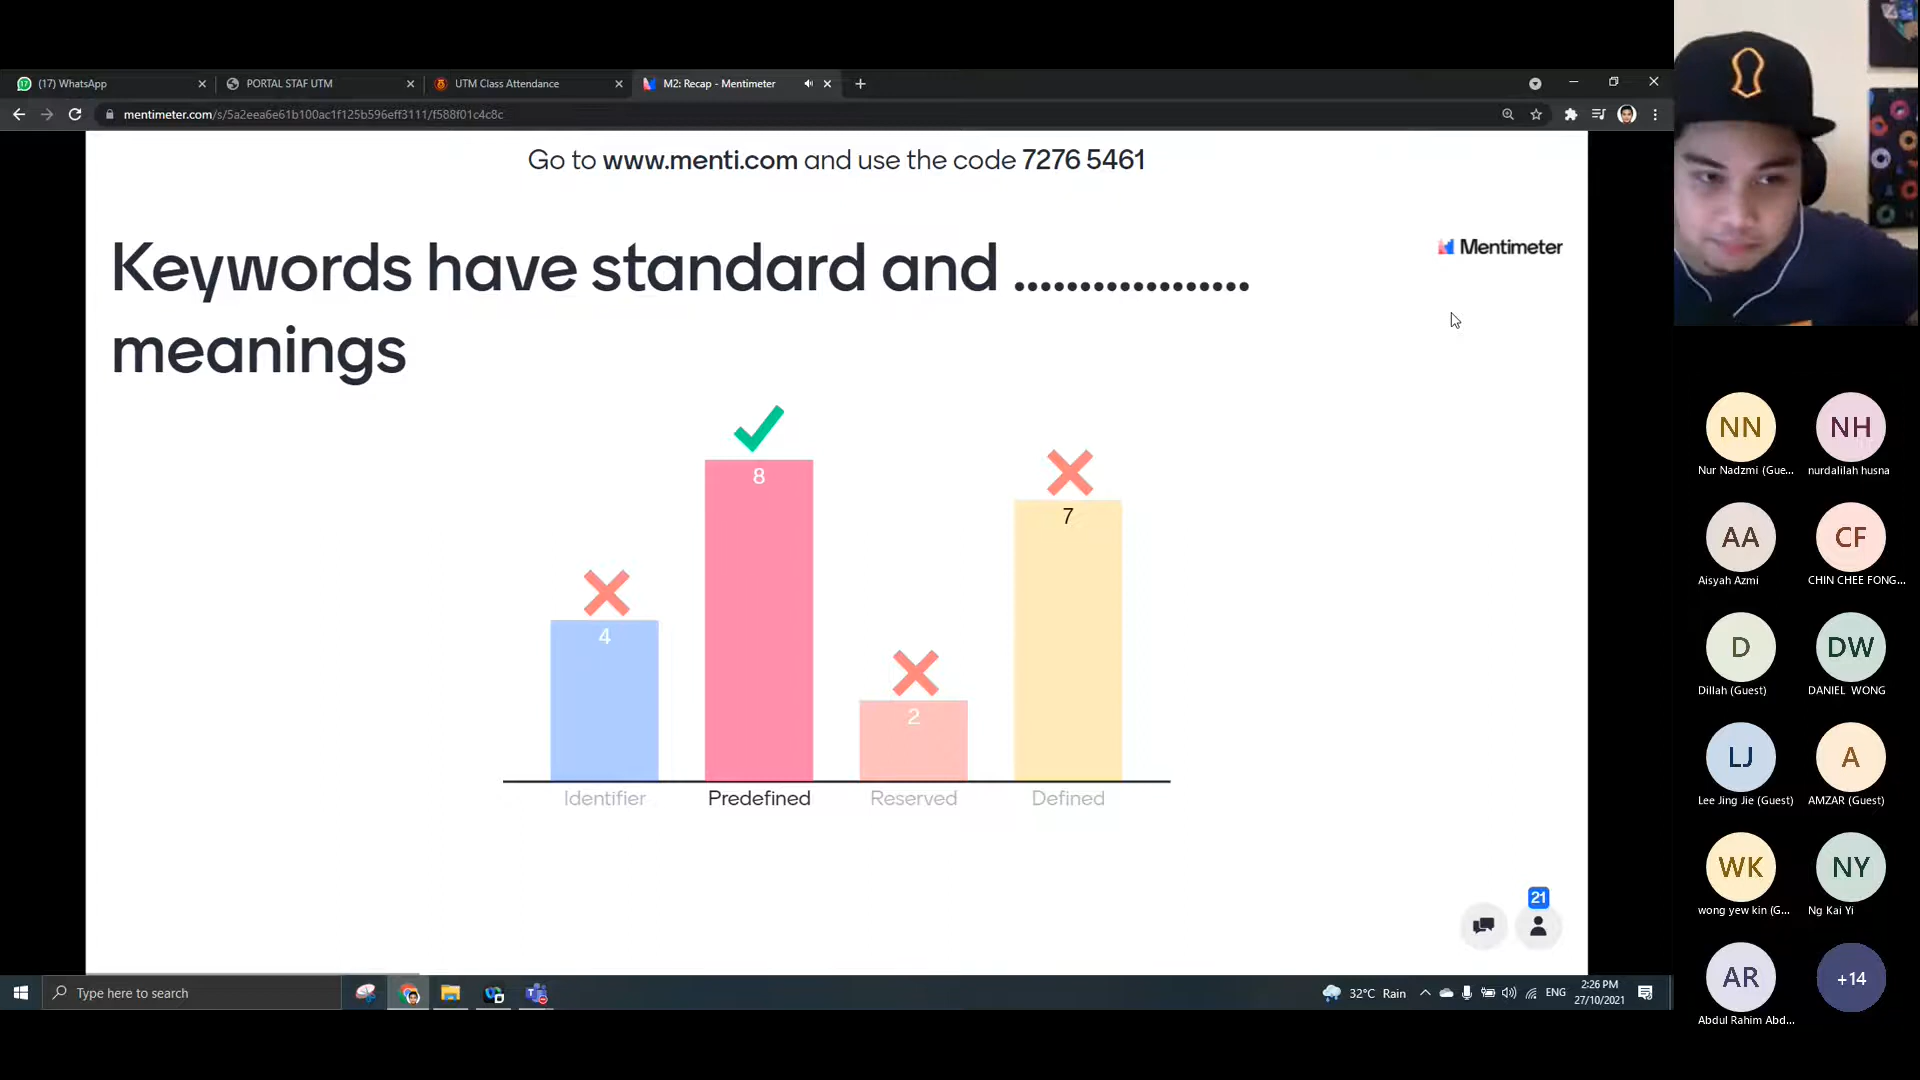 (17) WhatsApp
PORTAL STAF UTM
UTM Class Attendance
M2: Recap - Mentimeter
mentimeter.com/s/5a2eea6e61b100ac1f125b596eff3111/f588f01c4c8c
Go to www.menti.com and use the code 7276 5461
Keywords have standard and ..................
meanings
Mentimeter
8
7
4
2
Identifier
Predefined
Reserved
Defined
21
NN
NH
Nur Nadzmi (Gue...
nurdalilah husna
AA
CF
Aisyah Azmi
CHIN CHEE FONG...
D
DW
Dillah (Guest)
DANIEL WONG
LJ
A
Lee Jing Jie (Guest)
AMZAR (Guest)
WK
NY
wong yew kin (G...
Ng Kai Yi
AR
+14
Abdul Rahim Abd...
Type here to search
32°C Rain
ENG
2:26 PM
27/10/2021